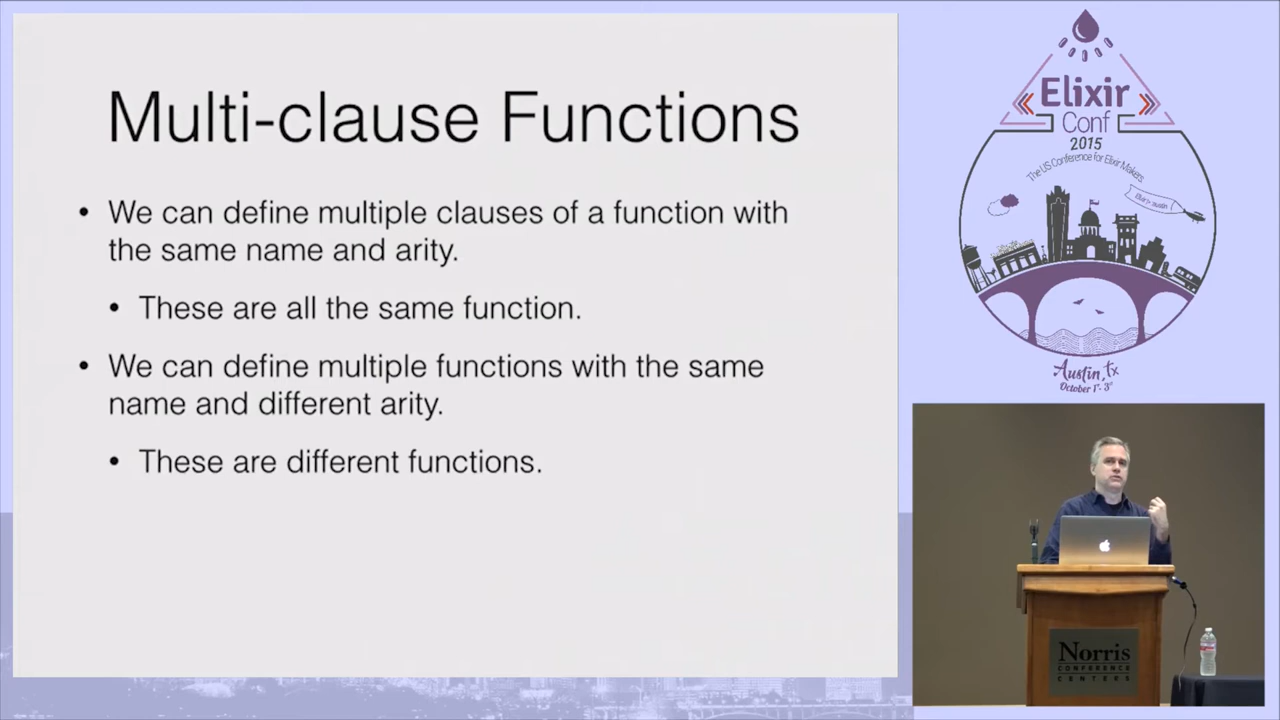 Multi-clause Functions
• We can define multiple clauses of a function with
the same name and arity.
• These are all the same function.
• We can define multiple functions with the same
name and different arity.
• These are different functions.
Elixir
Conf
2015
The US Conference for Elixir Makers
Austin, TX
October 1st - 3rd
Norris
CONFERENCE
CENTERS